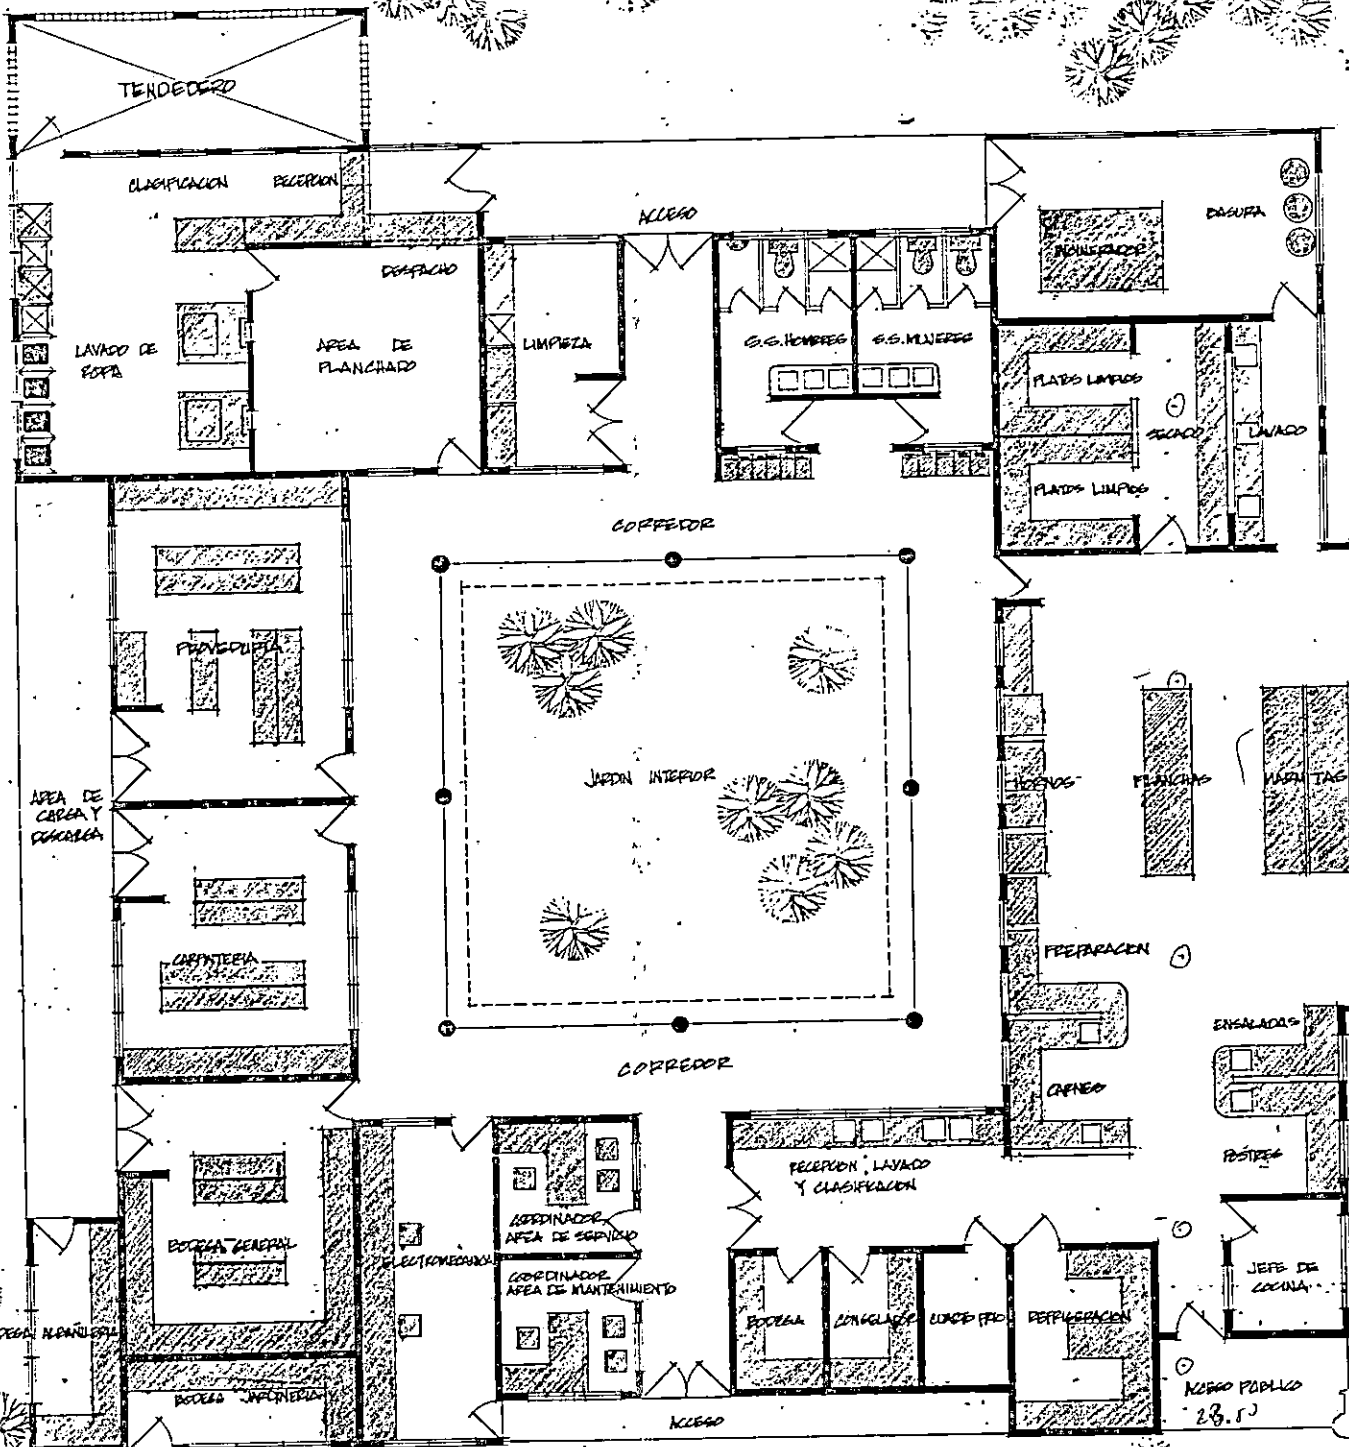 TENDEDERO
CLASIFICACION
RECEPCION
ACCESO
BASURA
INCINERADOR
DESPACHO
LAVADO DE
ROPA
AREA DE
PLANCHADO
LIMPIEZA
S.S. HOMBRES
S.S. MUJERES
PLATOS LIMPIOS
SECADO
LAVADO
PLATOS LIMPIOS
CORREDOR
PROVEDURIA
JARDIN INTERIOR
HORNOS
PLANCHAS
MARMITAS
AREA DE
CARGA Y
DESCARGA
CARPINTERIA
PREPARACION
ENSALADAS
CORREDOR
CARNES
POSTRES
RECEPCION, LAVADO
Y CLASIFICACION
COORDINADOR
AREA DE SERVICIO
BODEGA GENERAL
ELECTROMECANICA
COORDINADOR
AREA DE MANTENIMIENTO
JEFE DE
COCINA
BODEGA
CONGELADOR
CUARTO FRIO
REFRIGERACION
DEGA ALBAÑILERIA
BODEGA JARDINERIA
ACCESO
ACCESO PUBLICO